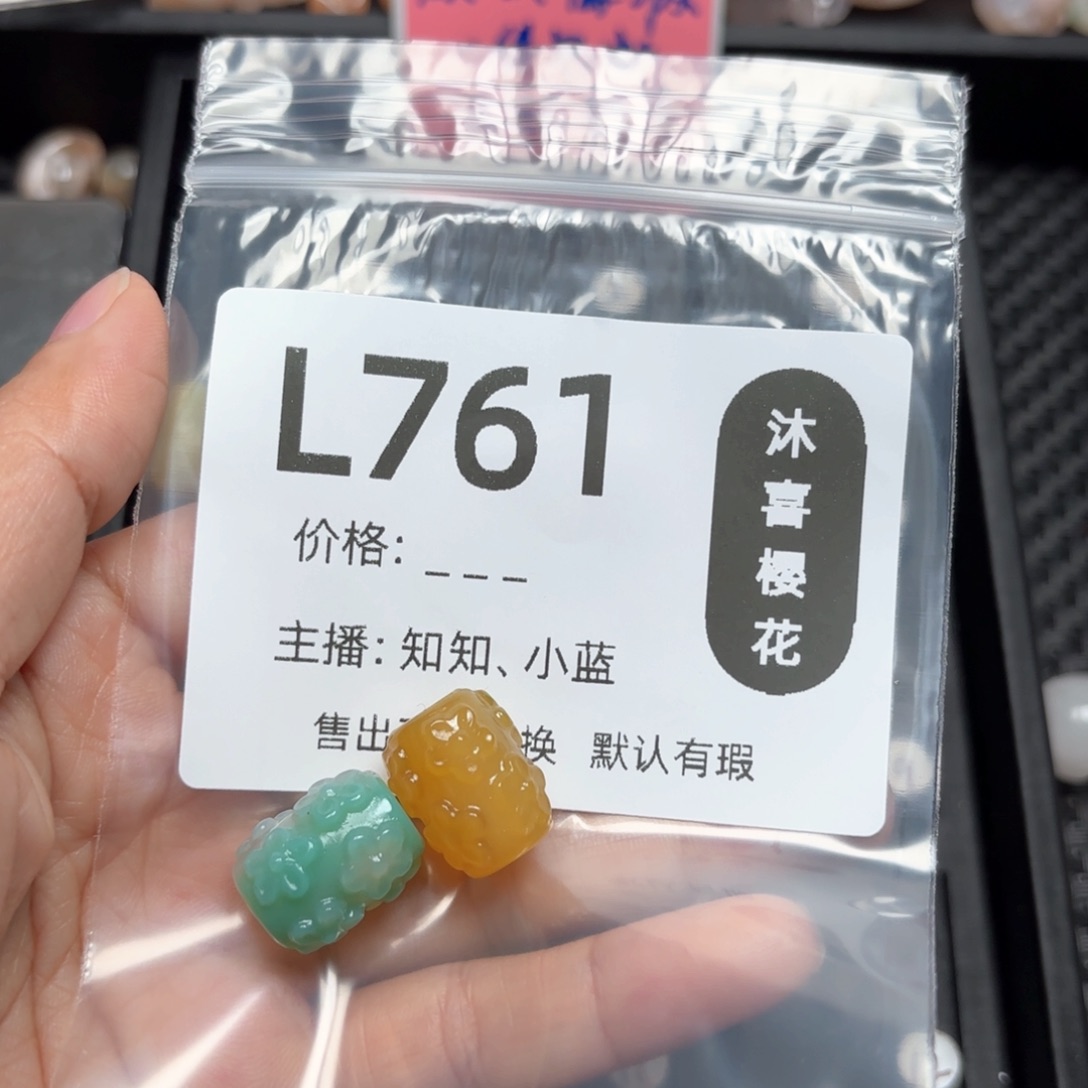 L761
价格: _ _ _
主播: 知知、小蓝
售出 换 默认有瑕
沐喜樱花